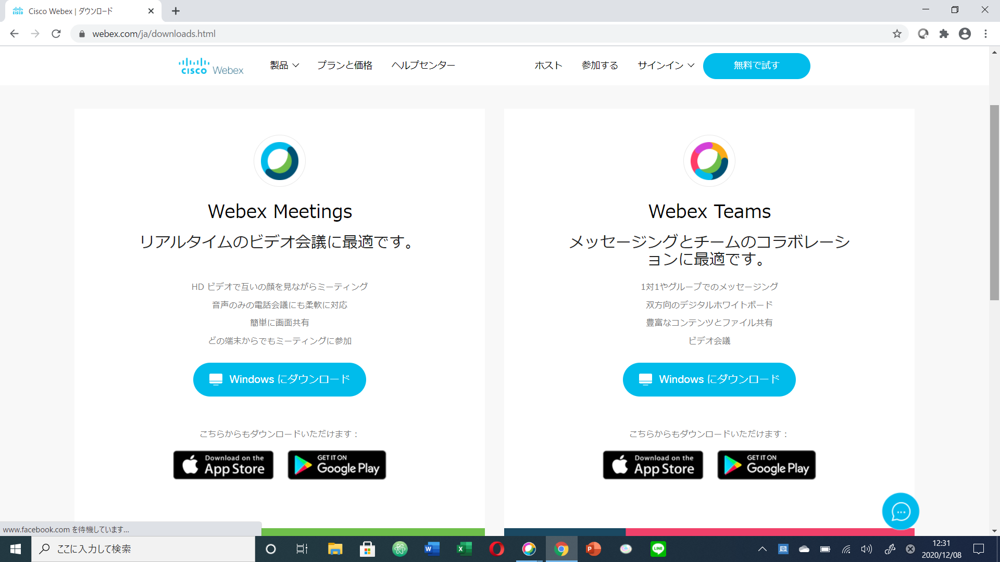 Cisco Webex | ダウンロード
webex.com/ja/downloads.html
CISCO Webex
製品
プランと価格
ヘルプセンター
ホスト
参加する
サインイン
無料で試す
Webex Meetings
リアルタイムのビデオ会議に最適です。
HD ビデオで互いの顔を見ながらミーティング
音声のみの電話会議にも柔軟に対応
簡単に画面共有
どの端末からでもミーティングに参加
Windows にダウンロード
こちらからもダウンロードいただけます：
Download on the
App Store
GET IT ON
Google Play
Webex Teams
メッセージングとチームのコラボレーシ
ョンに最適です。
1対1やグループでのメッセージング
双方向のデジタルホワイトボード
豊富なコンテンツとファイル共有
ビデオ会議
Windows にダウンロード
こちらからもダウンロードいただけます：
Download on the
App Store
GET IT ON
Google Play
www.facebook.com を待機しています...
ここに入力して検索
LINE
12:31
2020/12/08